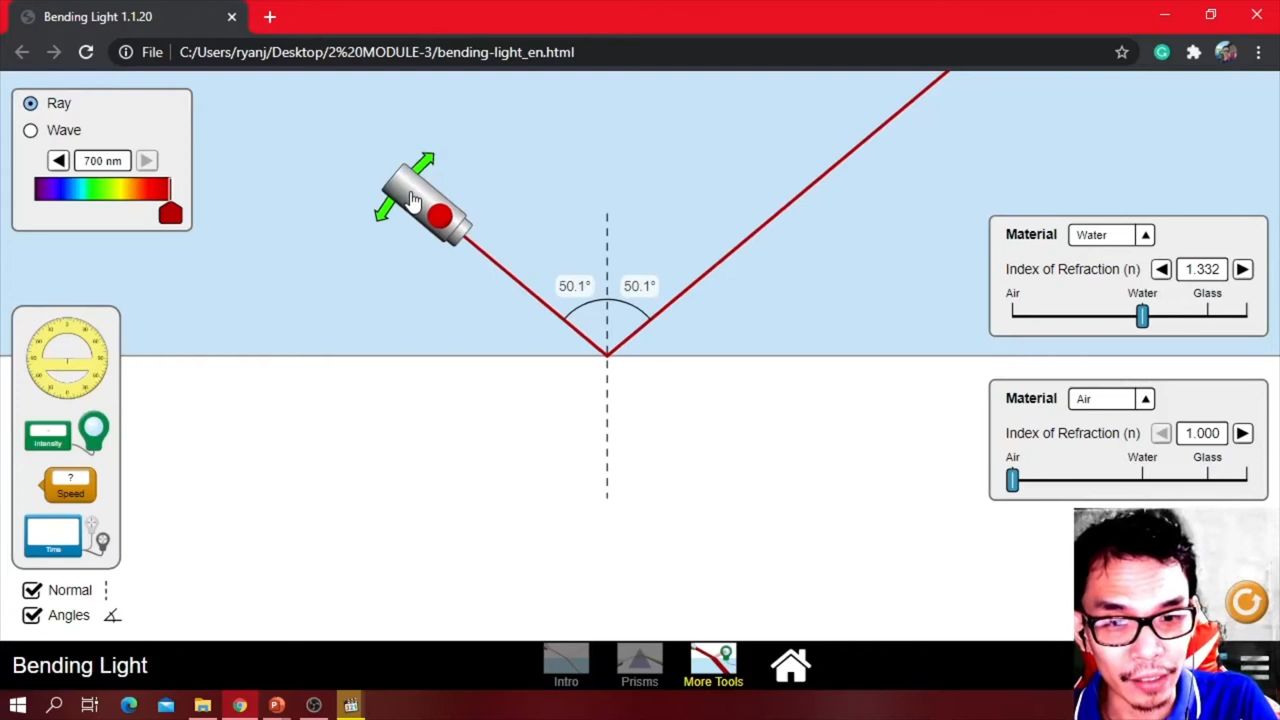 Bending Light 1.1.20
File C:/Users/ryanj/Desktop/2%20MODULE-3/bending-light_en.html
Ray
Wave
700 nm
50.1° 50.1°
Material Water
Index of Refraction (n) 1.332
Air Water Glass
Material Air
Index of Refraction (n) 1.000
Air Water Glass
Intensity
?
Speed
Time
Normal
Angles
Bending Light
Intro
Prisms
More Tools